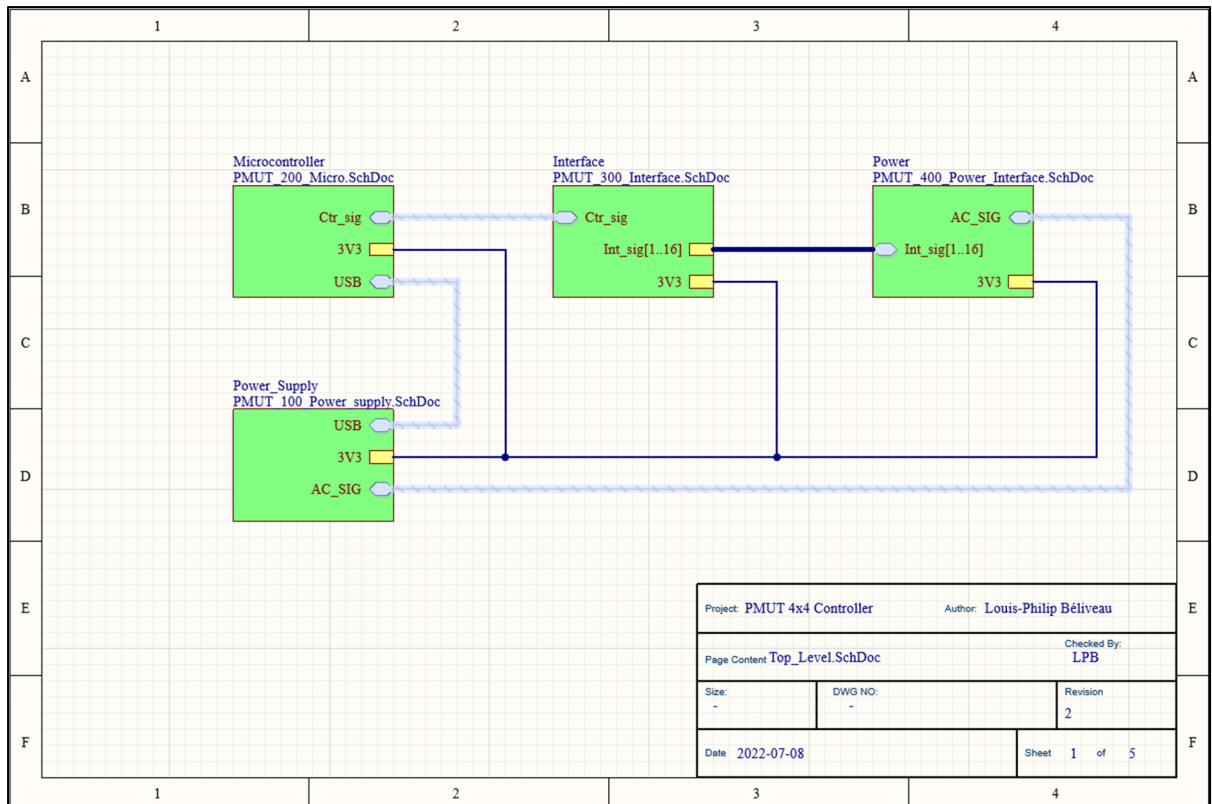 1 2 3 4
A A
Microcontroller Interface Power
PMUT_200_Micro.SchDoc PMUT_300_Interface.SchDoc PMUT_400_Power_Interface.SchDoc
B B
Ctr_sig Ctr_sig AC_SIG
3V3 Int_sig[1..16] Int_sig[1..16]
USB 3V3 3V3
C C
Power_Supply
PMUT_100_Power_supply.SchDoc
USB
3V3
D D
AC_SIG
E E
Project: PMUT 4x4 Controller Author: Louis-Philip Béliveau
Page Content Top_Level.SchDoc Checked By:
LPB
Size: DWG NO: Revision
- - 2
F F
Date 2022-07-08 Sheet 1 of 5
1 2 3 4